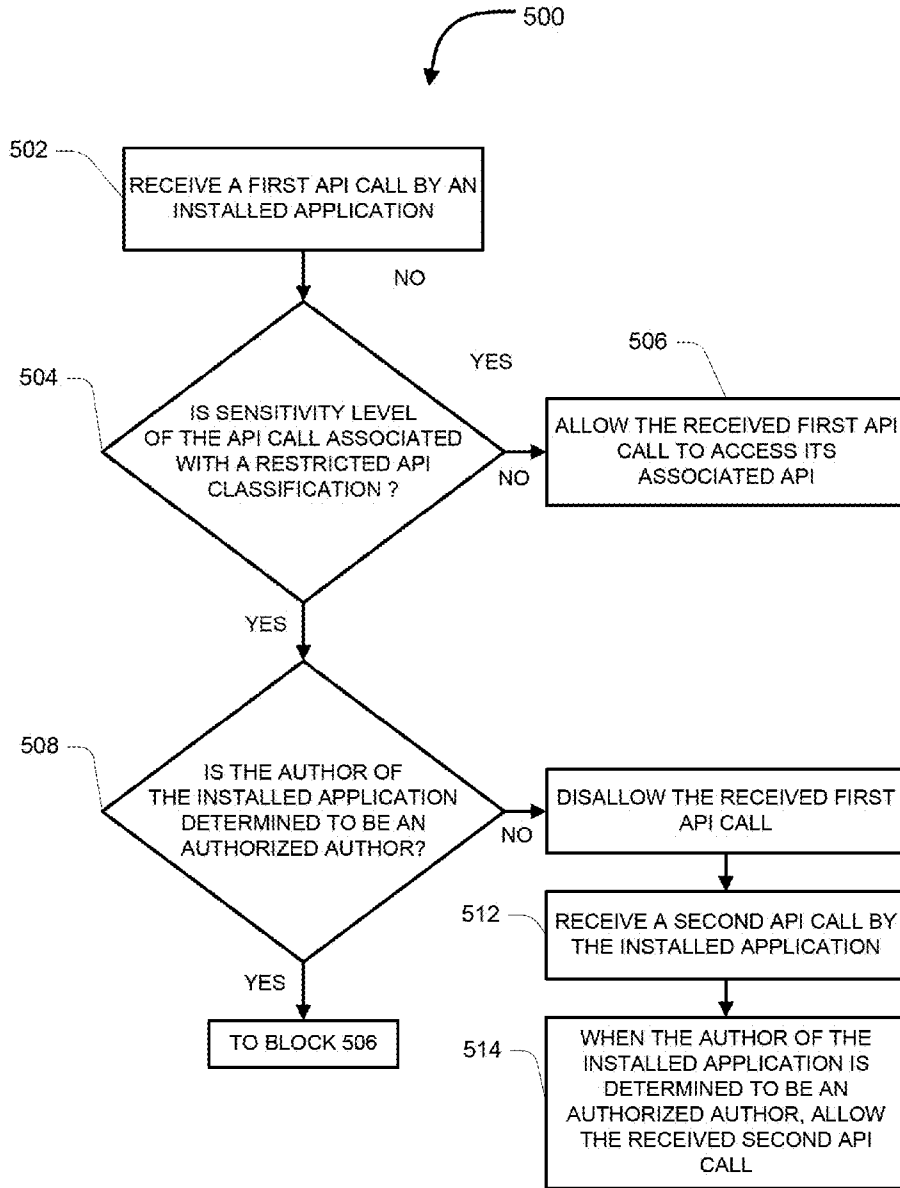 500
502
RECEIVE A FIRST API CALL BY AN
INSTALLED APPLICATION
NO
504
IS SENSITIVITY LEVEL
OF THE API CALL ASSOCIATED
WITH A RESTRICTED API
CLASSIFICATION ?
YES
NO
506
ALLOW THE RECEIVED FIRST API
CALL TO ACCESS ITS
ASSOCIATED API
YES
508
IS THE AUTHOR OF
THE INSTALLED APPLICATION
DETERMINED TO BE AN
AUTHORIZED AUTHOR?
NO
DISALLOW THE RECEIVED FIRST
API CALL
512
RECEIVE A SECOND API CALL BY
THE INSTALLED APPLICATION
YES
TO BLOCK 506
514
WHEN THE AUTHOR OF THE
INSTALLED APPLICATION IS
DETERMINED TO BE AN
AUTHORIZED AUTHOR, ALLOW
THE RECEIVED SECOND API
CALL